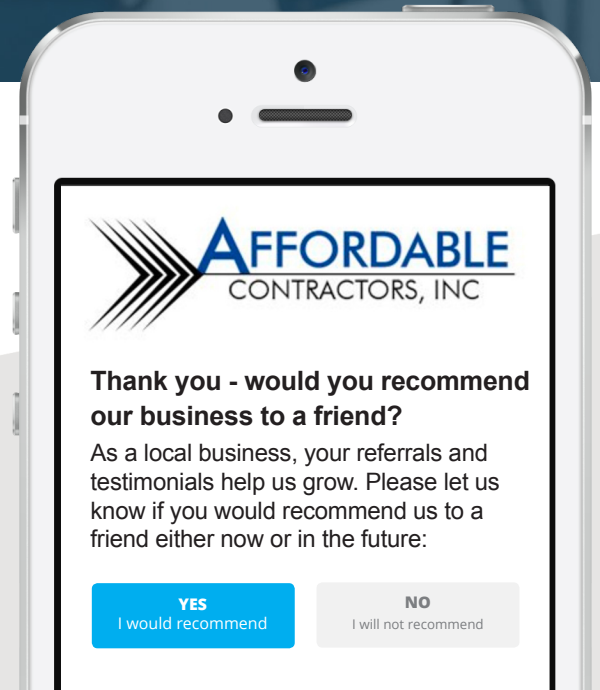 AFFORDABLE
CONTRACTORS, INC
Thank you - would you recommend
our business to a friend?
As a local business, your referrals and
testimonials help us grow. Please let us
know if you would recommend us to a
friend either now or in the future:
YES
I would recommend
NO
I will not recommend